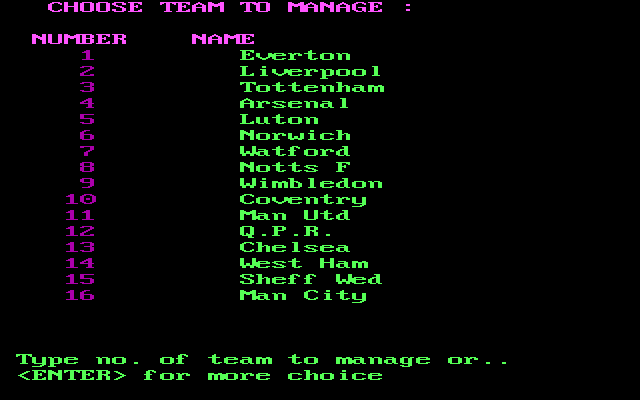 CHOOSE TEAM TO MANAGE :
NUMBER NAME
1 Everton
2 Liverpool
3 Tottenham
4 Arsenal
5 Luton
6 Norwich
7 Watford
8 Notts F
9 Wimbledon
10 Coventry
11 Man Utd
12 Q.P.R.
13 Chelsea
14 West Ham
15 Sheff Wed
16 Man City
Type no. of team to manage or..
<ENTER> for more choice